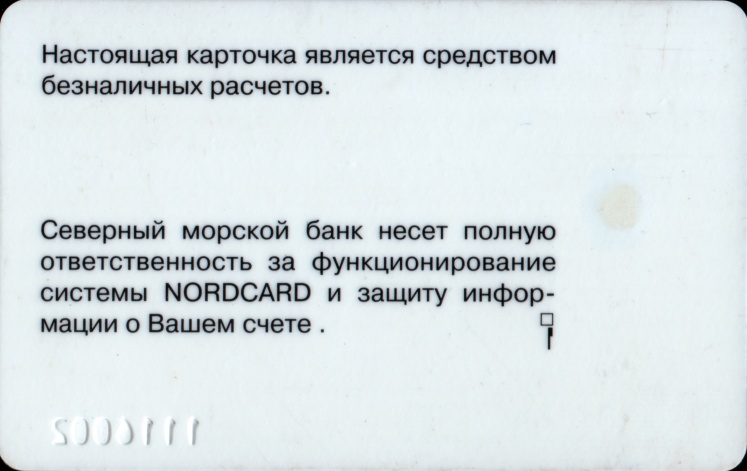 Настоящая карточка является средством
безналичных расчетов.
Северный морской банк несет полную
ответственность за функционирование
системы NORDCARD и защиту инфор-
мации о Вашем счете .
1116002